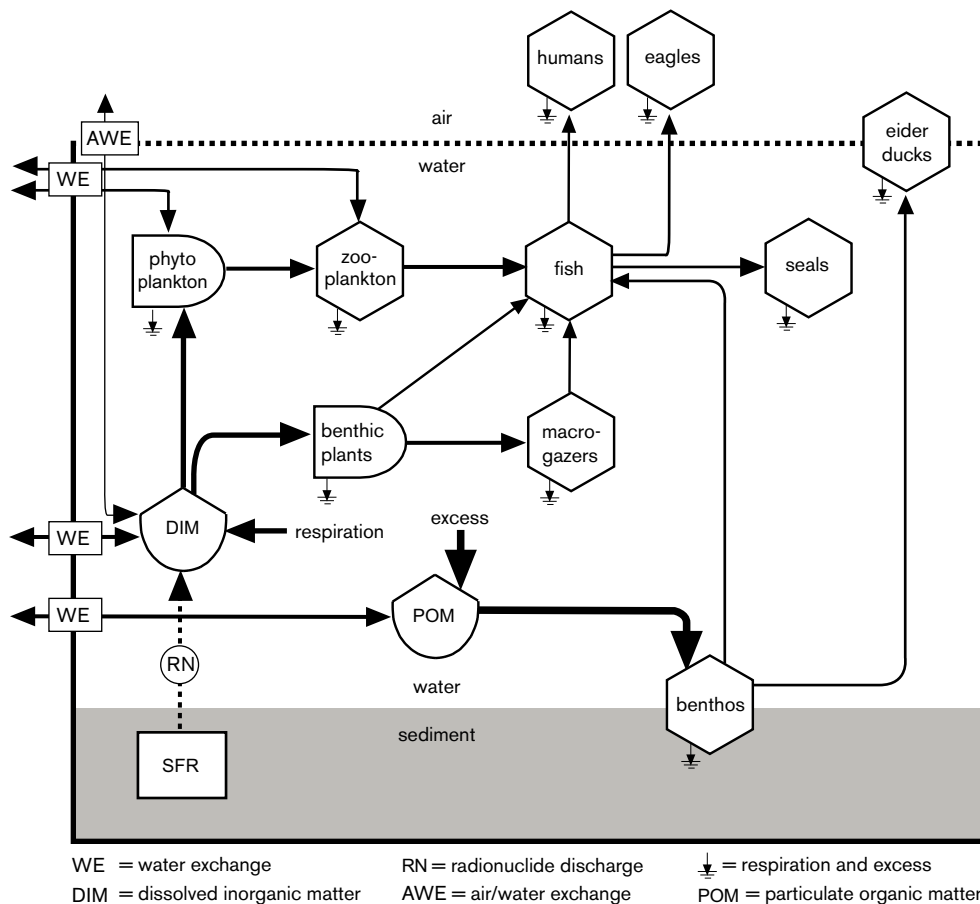 humans
eagles
air
AWE
water
eider
ducks
WE
phyto
plankton
zoo-
plankton
fish
seals
benthic
plants
macro-
gazers
excess
DIM
respiration
WE
WE
POM
RN
water
benthos
sediment
SFR
WE = water exchange
RN = radionuclide discharge
= respiration and excess
DIM = dissolved inorganic matter
AWE = air/water exchange
POM = particulate organic matter